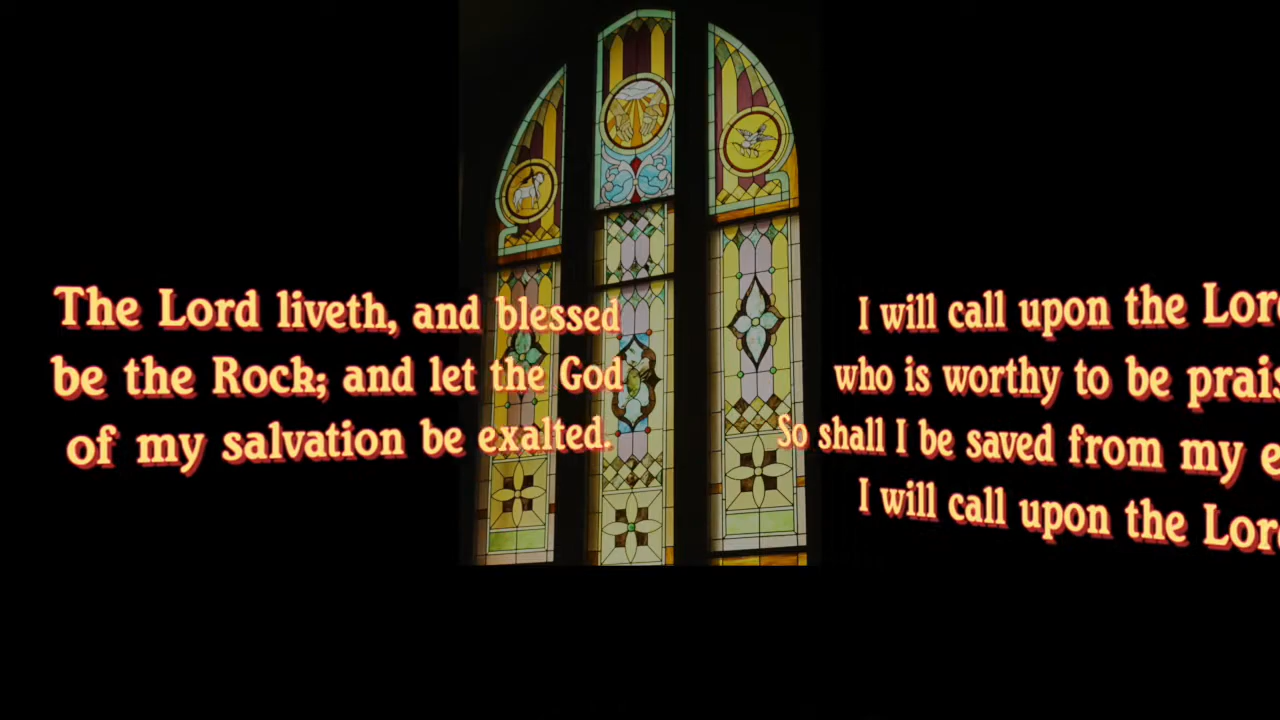 The Lord liveth, and blessed
be the Rock; and let the God
of my salvation be exalted.
I will call upon the
who is worthy to be
So shall I be saved from my
I will call upon the